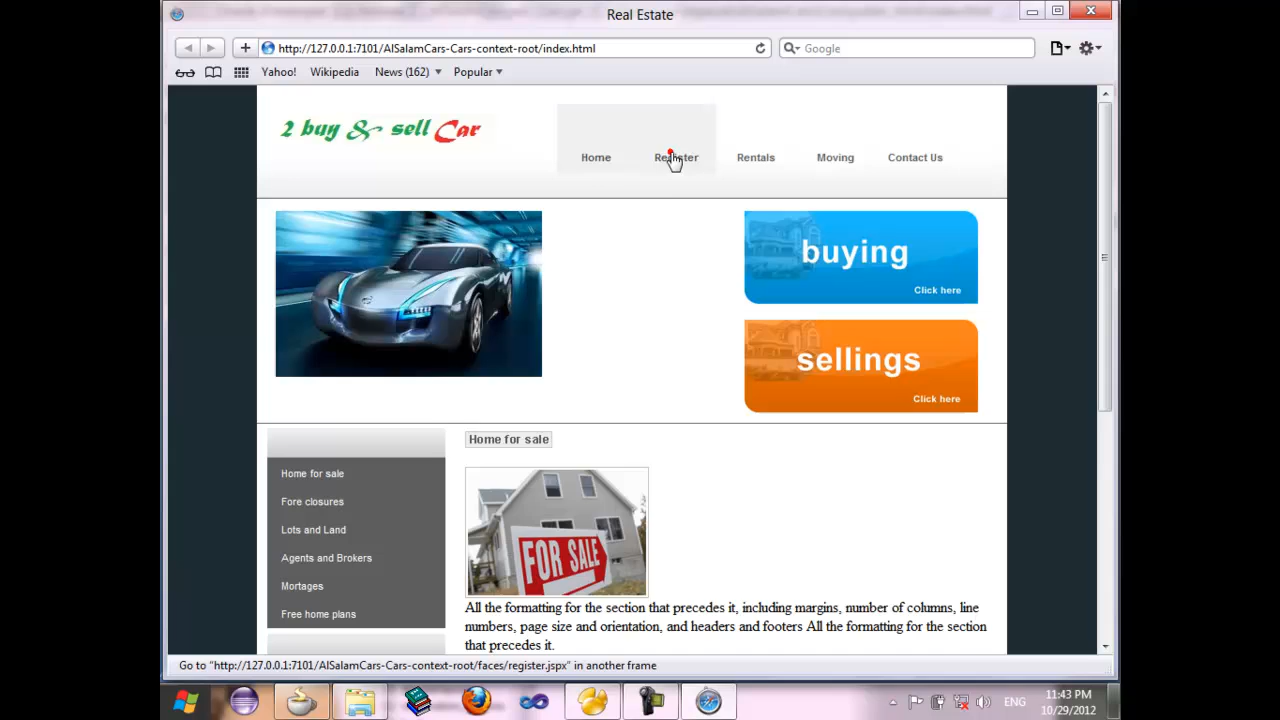 Real Estate
http://127.0.0.1:7101/AlSalamCars-Cars-context-root/index.html
Google
Yahoo!
Wikipedia
News (162)
Popular
2 buy & sell Car
Home
Register
Rentals
Moving
Contact Us
buying
Click here
sellings
Click here
Home for sale
Home for sale
Fore closures
Lots and Land
Agents and Brokers
Mortages
Free home plans
FOR SALE
All the formatting for the section that precedes it, including margins, number of columns, line
numbers, page size and orientation, and headers and footers All the formatting for the section
that precedes it.
Go to "http://127.0.0.1:7101/AlSalamCars-Cars-context-root/faces/register.jspx" in another frame
ENG
11:43 PM
10/29/2012